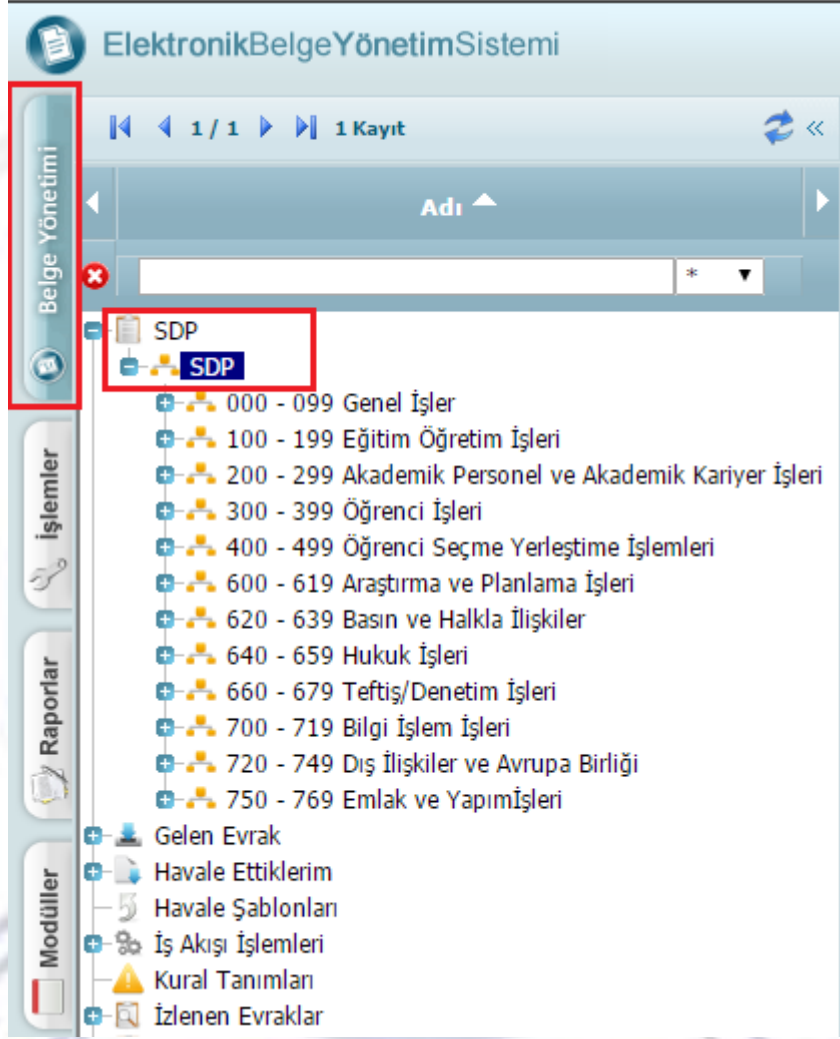 ElektronikBelgeYönetimSistemi
Belge Yönetimi
İşlemler
Raporlar
Modüller
1 / 1 1 Kayıt «
Adı
* ▼
SDP
SDP
000 - 099 Genel İşler
100 - 199 Eğitim Öğretim İşleri
200 - 299 Akademik Personel ve Akademik Kariyer İşleri
300 - 399 Öğrenci İşleri
400 - 499 Öğrenci Seçme Yerleştime İşlemleri
600 - 619 Araştırma ve Planlama İşleri
620 - 639 Basın ve Halkla İlişkiler
640 - 659 Hukuk İşleri
660 - 679 Teftiş/Denetim İşleri
700 - 719 Bilgi İşlem İşleri
720 - 749 Dış İlişkiler ve Avrupa Birliği
750 - 769 Emlak ve Yapımİşleri
Gelen Evrak
Havale Ettiklerim
Havale Şablonları
İş Akışı İşlemleri
Kural Tanımları
İzlenen Evraklar